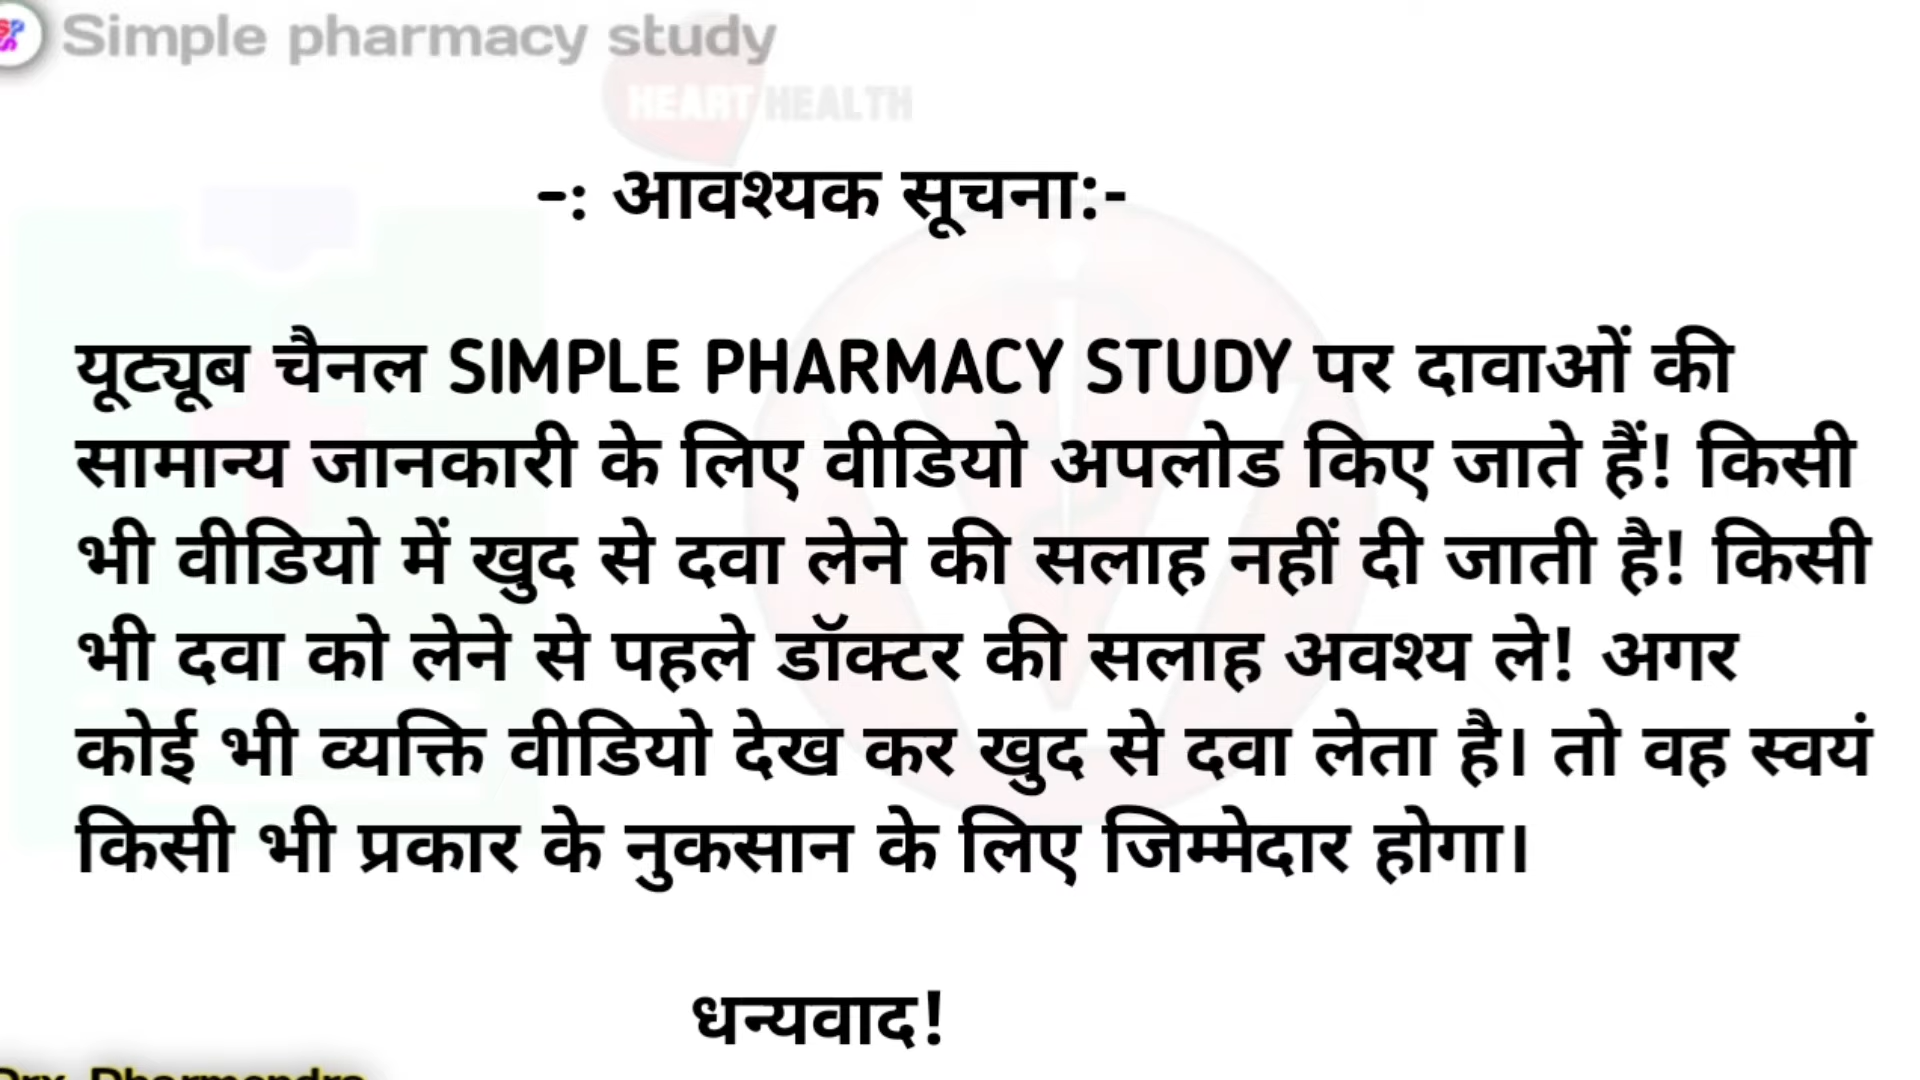 Simple pharmacy study
HEART HEALTH
-: आवश्यक सूचना:-
यूट्यूब चैनल SIMPLE PHARMACY STUDY पर दावाओं की
सामान्य जानकारी के लिए वीडियो अपलोड किए जाते हैं! किसी
भी वीडियो में खुद से दवा लेने की सलाह नहीं दी जाती है! किसी
भी दवा को लेने से पहले डॉक्टर की सलाह अवश्य ले! अगर
कोई भी व्यक्ति वीडियो देख कर खुद से दवा लेता है। तो वह स्वयं
किसी भी प्रकार के नुकसान के लिए जिम्मेदार होगा।
धन्यवाद!
Dharmendra